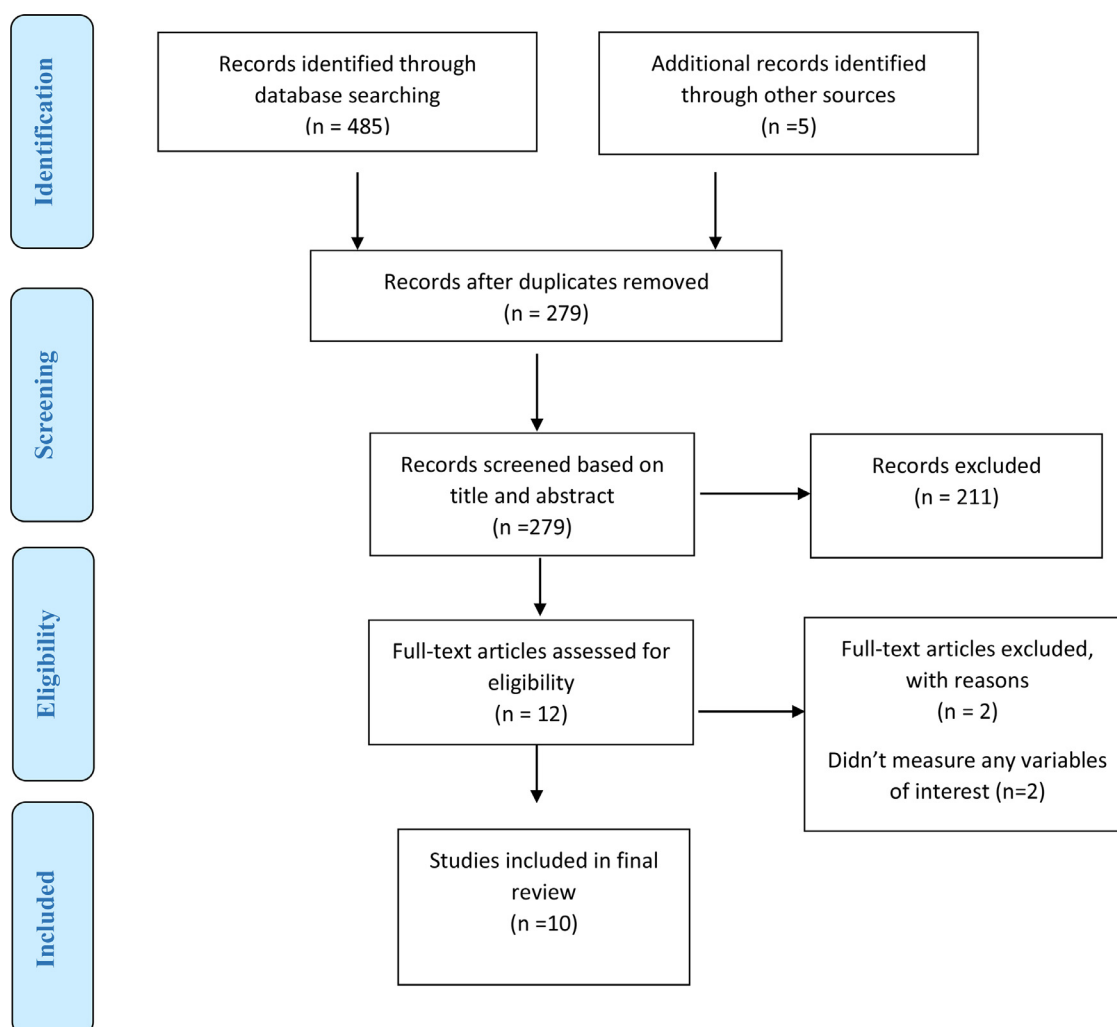 Identification
Records identified through
database searching
(n = 485)
Additional records identified
through other sources
(n =5)
Records after duplicates removed
(n = 279)
Screening
Records screened based on
title and abstract
(n =279)
Records excluded
(n = 211)
Eligibility
Full-text articles assessed for
eligibility
(n = 12)
Full-text articles excluded,
with reasons
(n = 2)
Didn’t measure any variables
of interest (n=2)
Included
Studies included in final
review
(n =10)